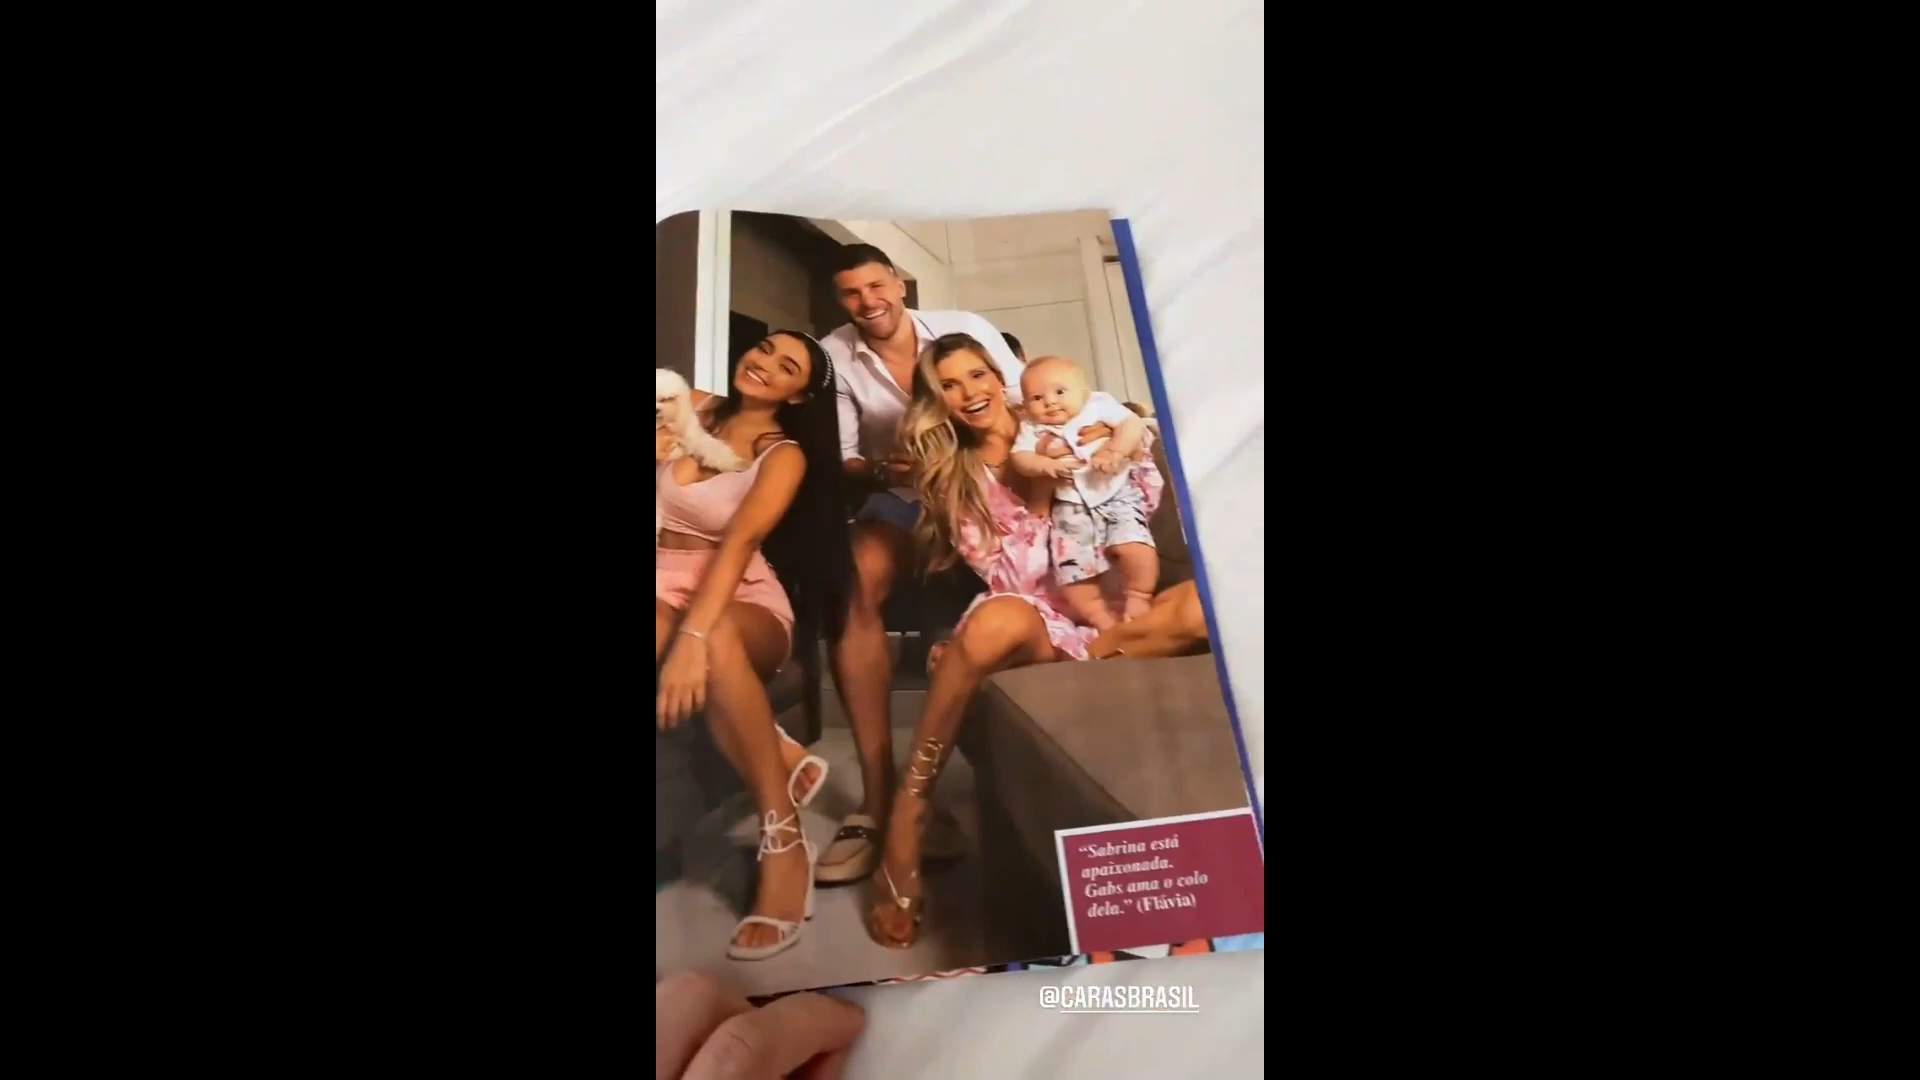 “Sabrina está
apaixonada.
Gabs ama o colo
dela.” (Flávia)
@CARASBRASIL